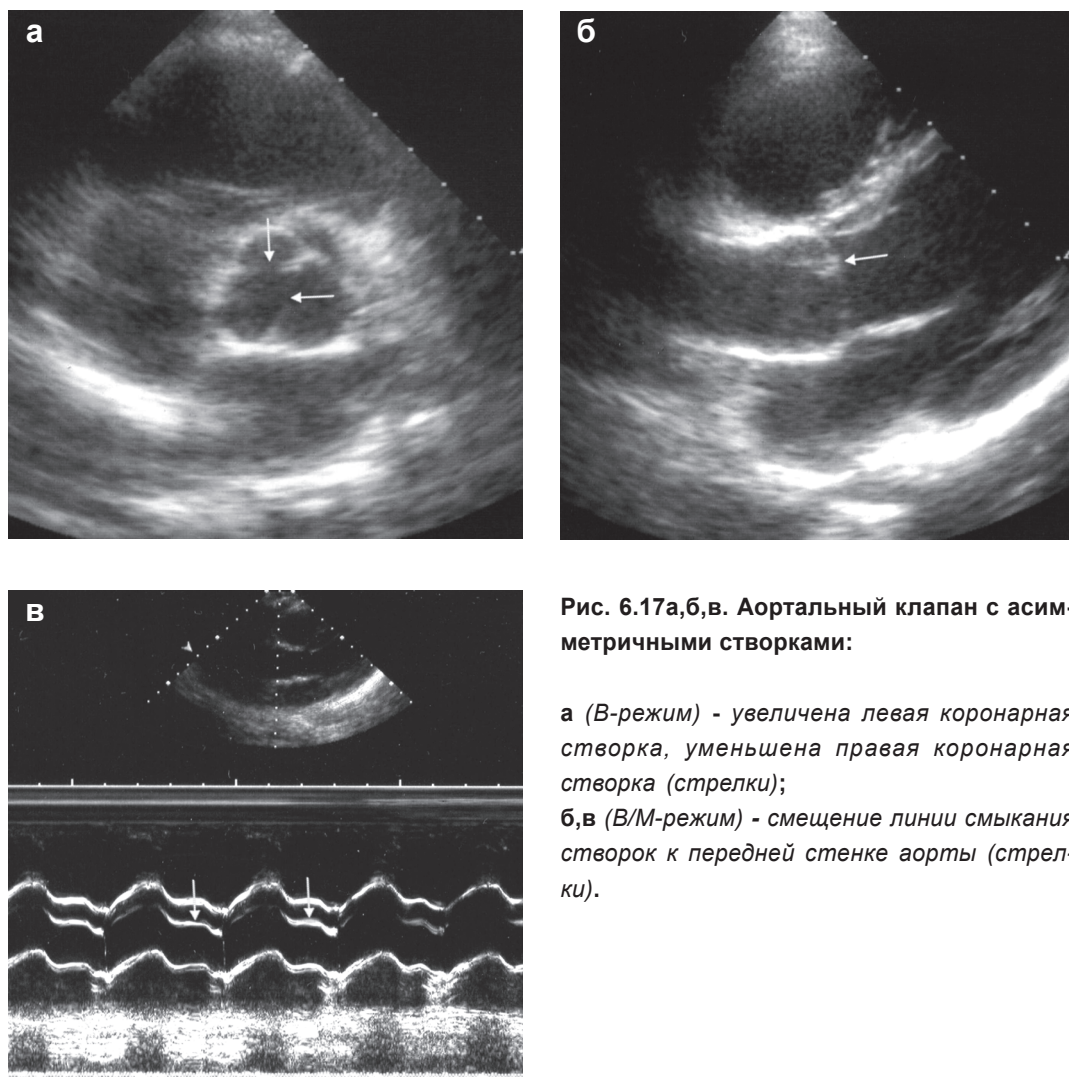 а
б
в
Рис. 6.17а,б,в. Аортальный клапан с асим-
метричными створками:
а (В-режим) - увеличена левая коронарная
створка, уменьшена правая коронарная
створка (стрелки);
б,в (В/М-режим) - смещение линии смыкания
створок к передней стенке аорты (стрел-
ки).